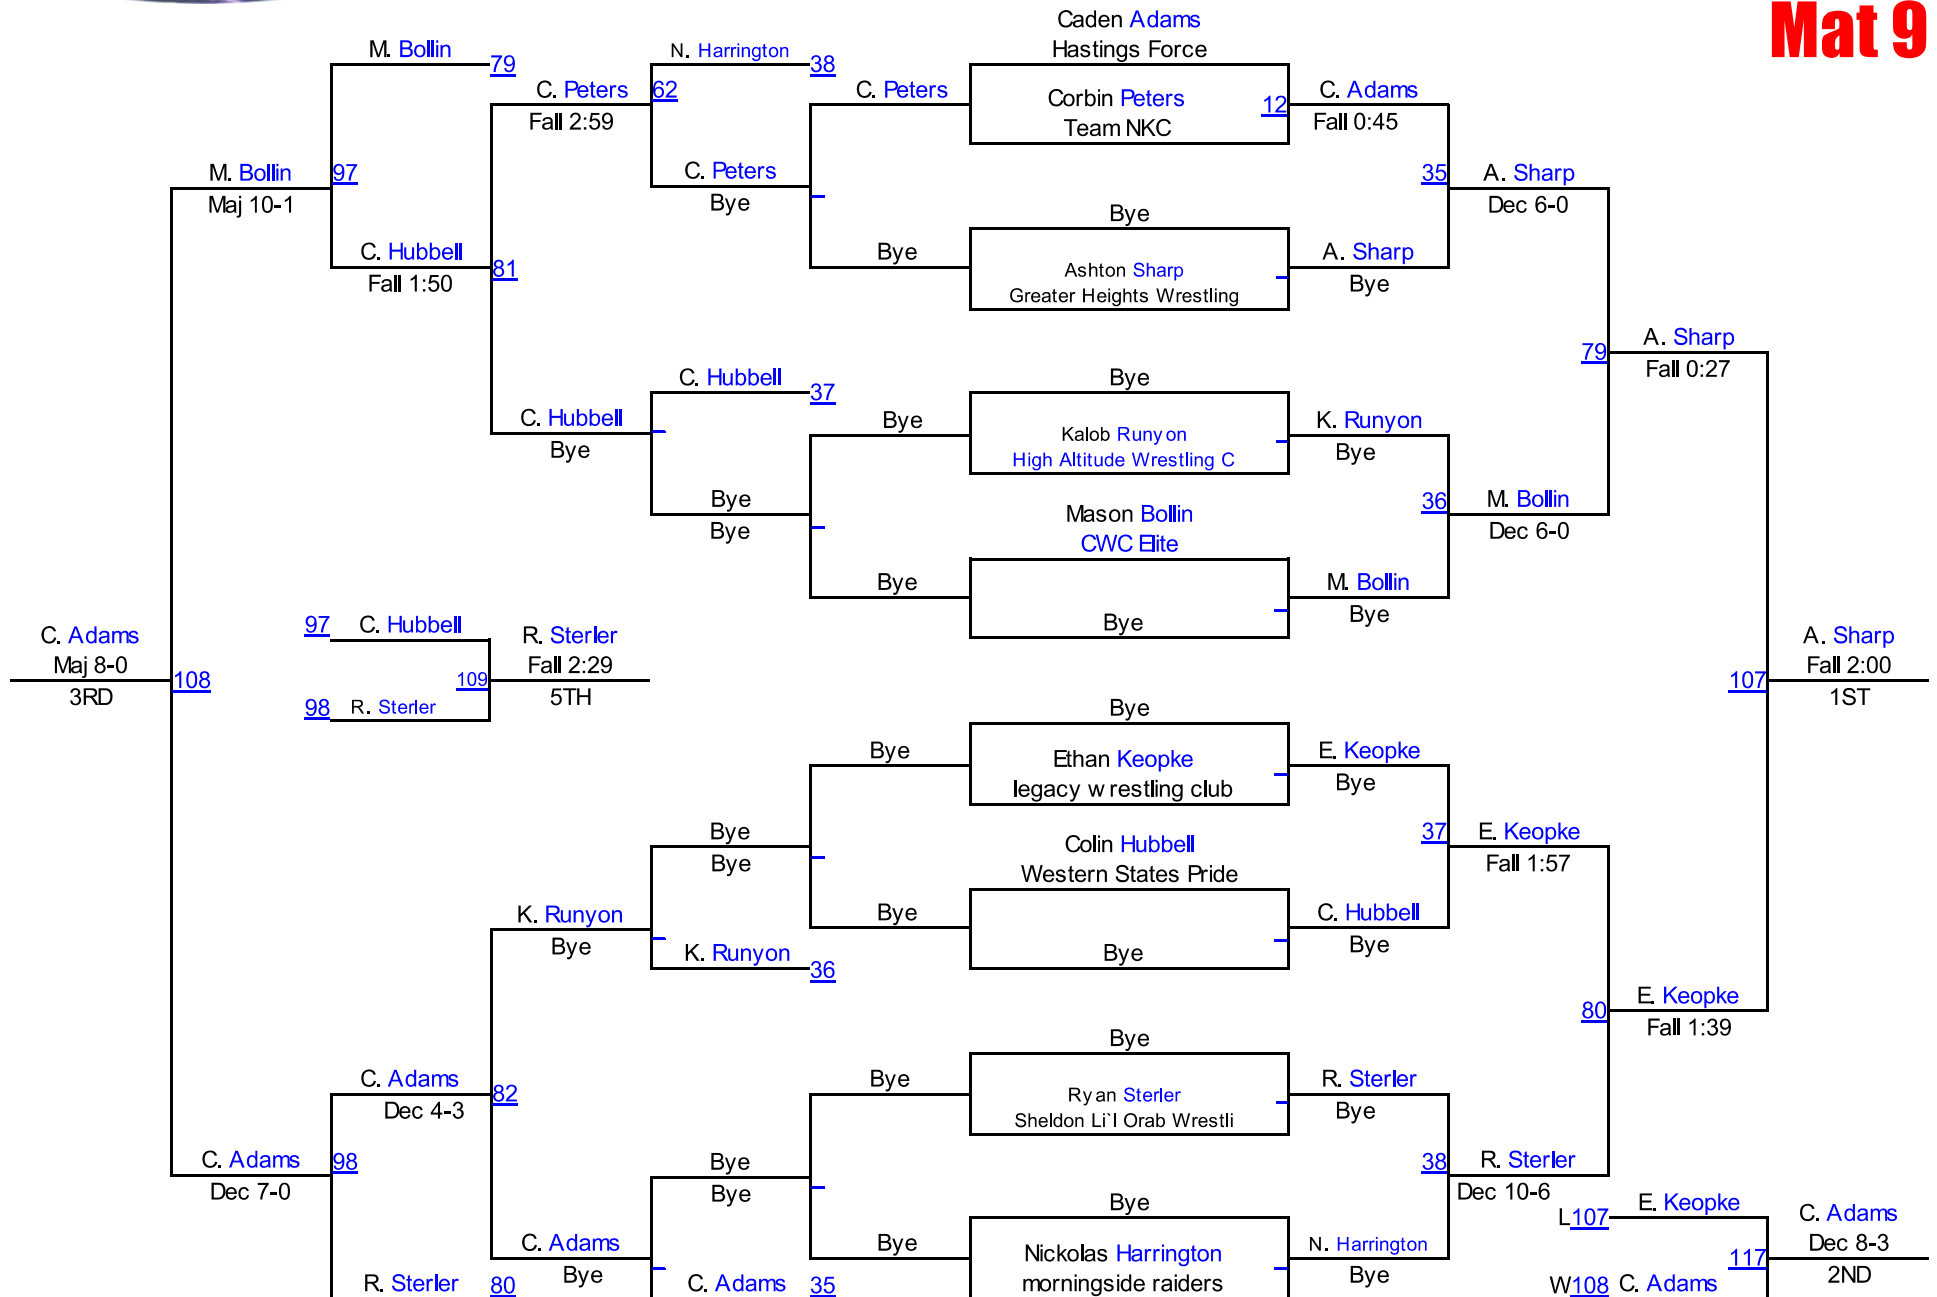 Mat 9
Caden Adams
Hastings Force
M. Bollin
79
N. Harrington
38
C. Peters
Fall 2:59
62
C. Peters
Corbin Peters
Team NKC
12
C. Adams
Fall 0:45
M. Bollin
Maj 10-1
97
C. Peters
Bye
35
A. Sharp
Dec 6-0
Bye
C. Hubbell
Fall 1:50
81
Bye
Ashton Sharp
Greater Heights Wrestling
A. Sharp
Bye
79
A. Sharp
Fall 0:27
C. Hubbell
37
Bye
C. Hubbell
Bye
Bye
Kalob Runyon
High Altitude Wrestling C
K. Runyon
Bye
Bye
Bye
Mason Bollin
CWC Elite
36
M. Bollin
Dec 6-0
Bye
Bye
M. Bollin
Bye
C. Adams
Maj 8-0
3RD
108
97
C. Hubbell
98
R. Sterler
109
R. Sterler
Fall 2:29
5TH
107
A. Sharp
Fall 2:00
1ST
Bye
Bye
Ethan Keopke
legacy wrestling club
E. Keopke
Bye
Bye
Bye
Colin Hubbell
Western States Pride
37
E. Keopke
Fall 1:57
K. Runyon
Bye
Bye
Bye
C. Hubbell
Bye
K. Runyon
36
80
E. Keopke
Fall 1:39
Bye
C. Adams
Dec 4-3
82
Bye
Ryan Sterler
Sheldon Li`l Orab Wrestli
R. Sterler
Bye
C. Adams
Dec 7-0
98
Bye
Bye
38
R. Sterler
Dec 10-6
Bye
C. Adams
Bye
Bye
Nickolas Harrington
morningside raiders
N. Harrington
Bye
L107
E. Keopke
C. Adams
Dec 8-3
2ND
117
R. Sterler
80
C. Adams
35
W108
C. Adams